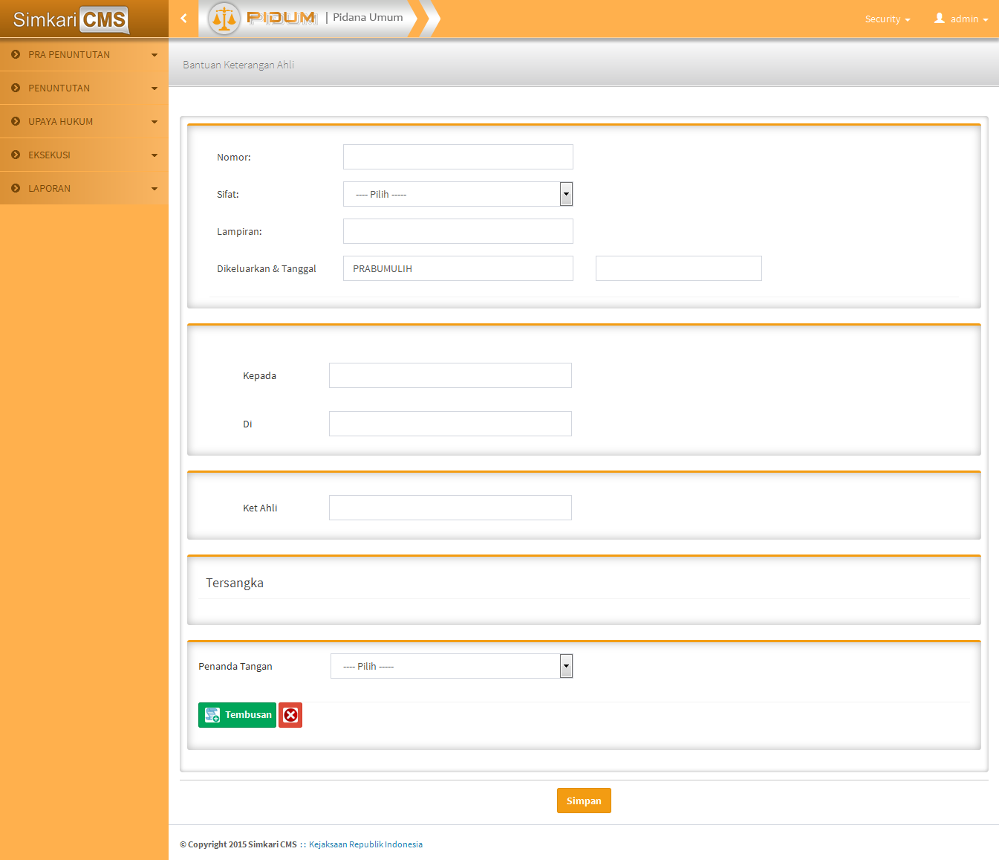 Simkari CMS
PIDUM | Pidana Umum
Security
admin
PRA PENUNTUTAN
PENUNTUTAN
UPAYA HUKUM
EKSEKUSI
LAPORAN
Bantuan Keterangan Ahli
Nomor:
Sifat:
---- Pilih -----
Lampiran:
Dikeluarkan & Tanggal
PRABUMULIH
Kepada
Di
Ket Ahli
Tersangka
Penanda Tangan
---- Pilih -----
Tembusan
Simpan
© Copyright 2015 Simkari CMS :: Kejaksaan Republik Indonesia